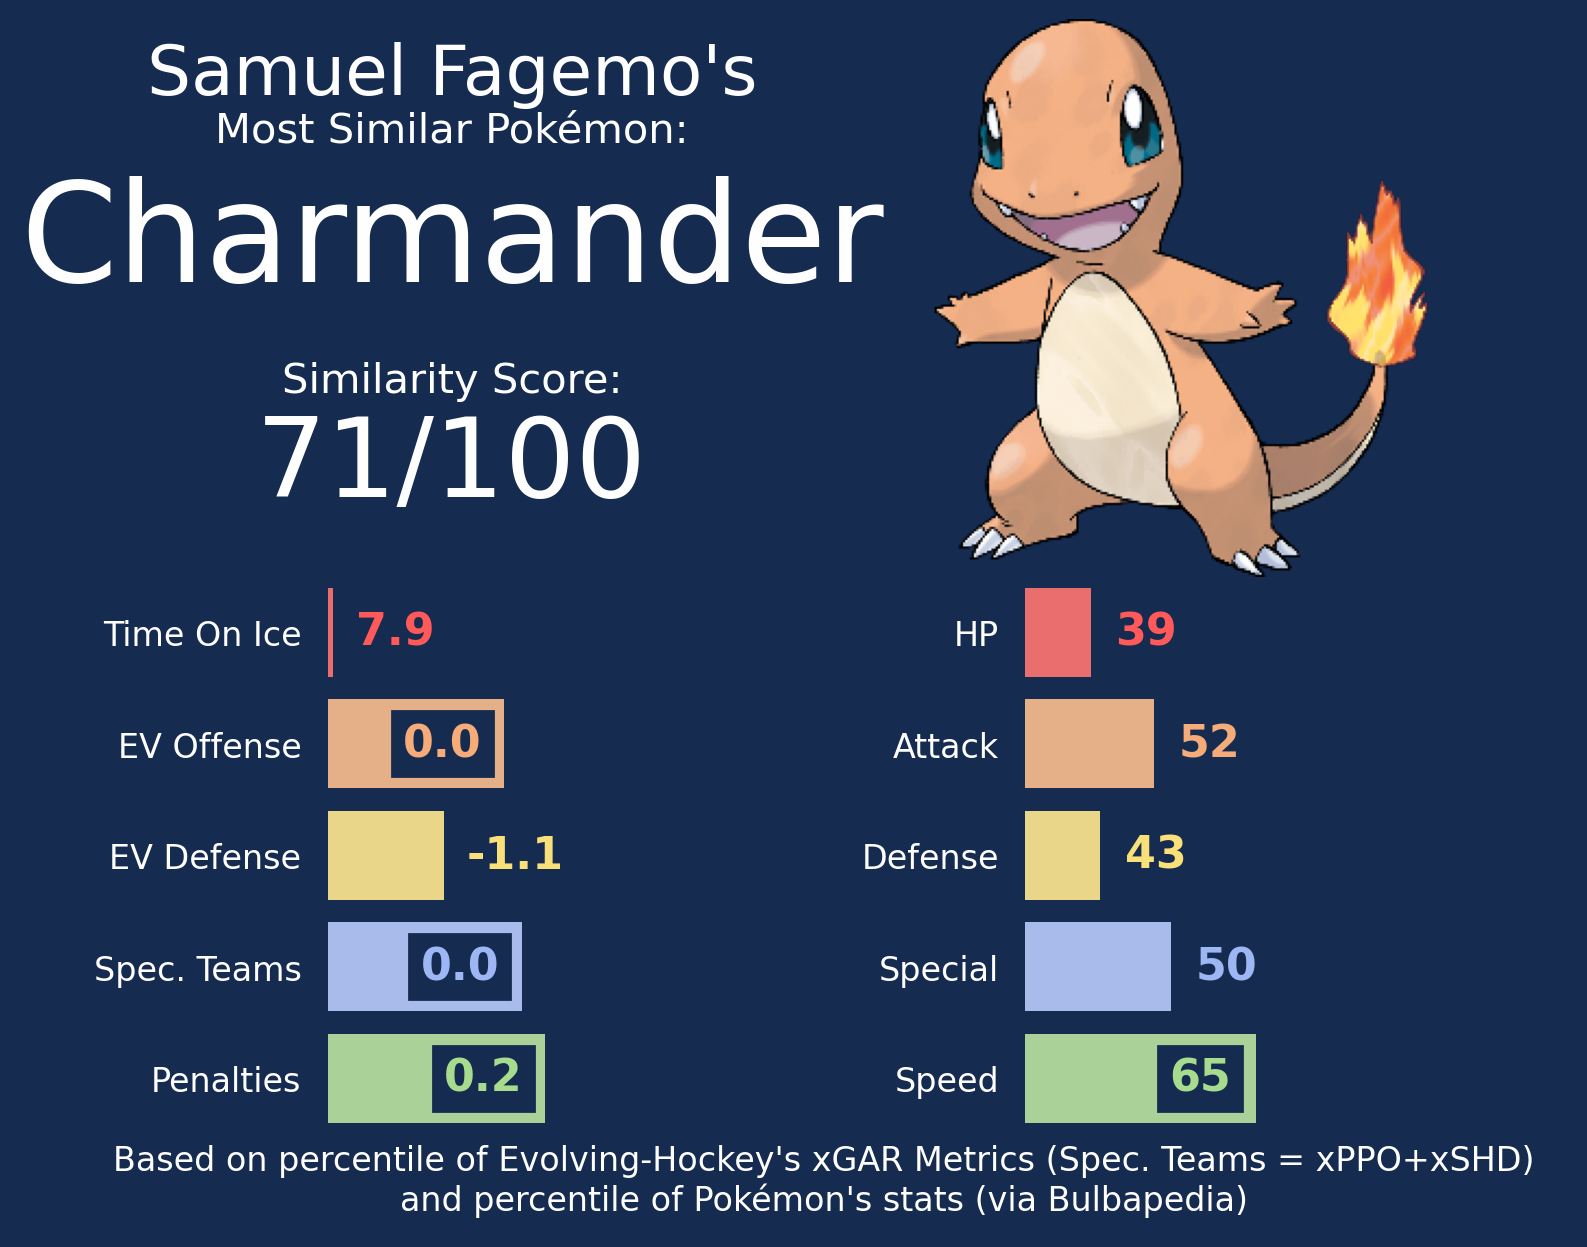 Samuel Fagemo's
Most Similar Pokémon:
Charmander
Similarity Score:
71/100
Time On Ice 7.9
EV Offense 0.0
EV Defense -1.1
Spec. Teams 0.0
Penalties 0.2
HP 39
Attack 52
Defense 43
Special 50
Speed 65
Based on percentile of Evolving-Hockey's xGAR Metrics (Spec. Teams = xPPO+xSHD)
and percentile of Pokémon's stats (via Bulbapedia)